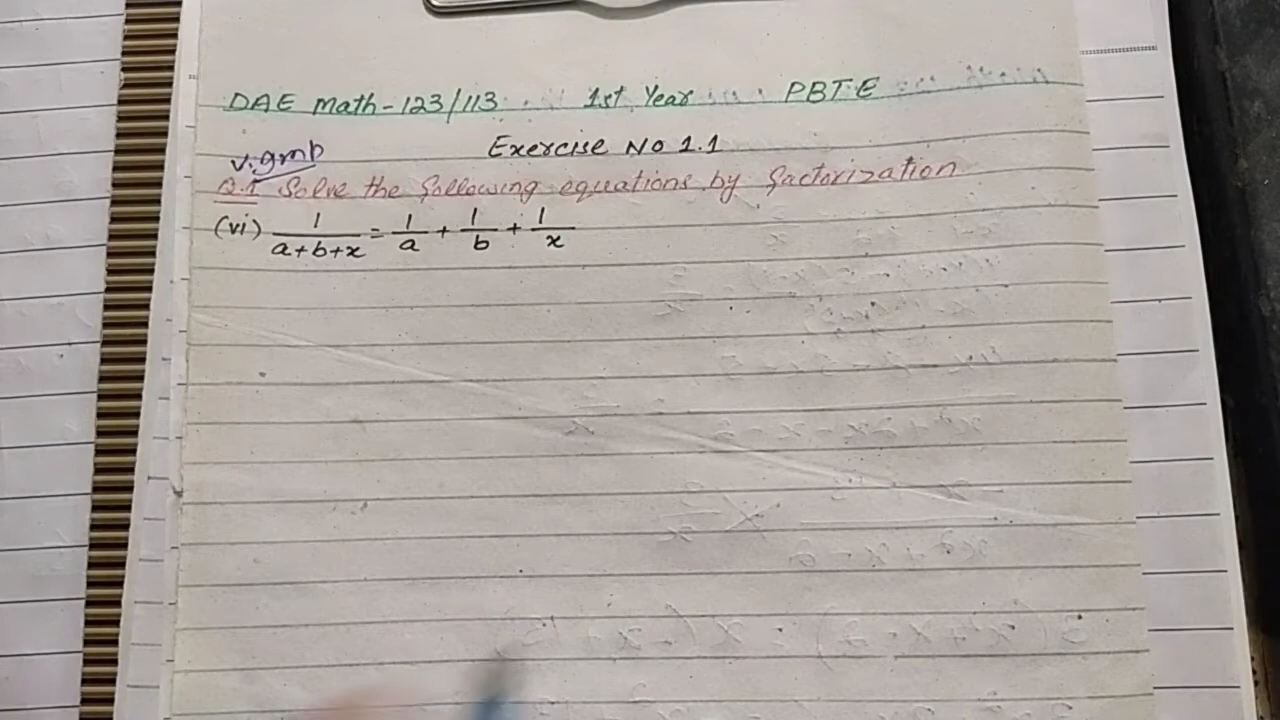 DAE Math-123/113 1st Year PBTE
Exercise No 1.1
V.gmb
Q.1 Solve the following equations by factorization
(vi) 1/(a+b+x) = 1/a + 1/b + 1/x